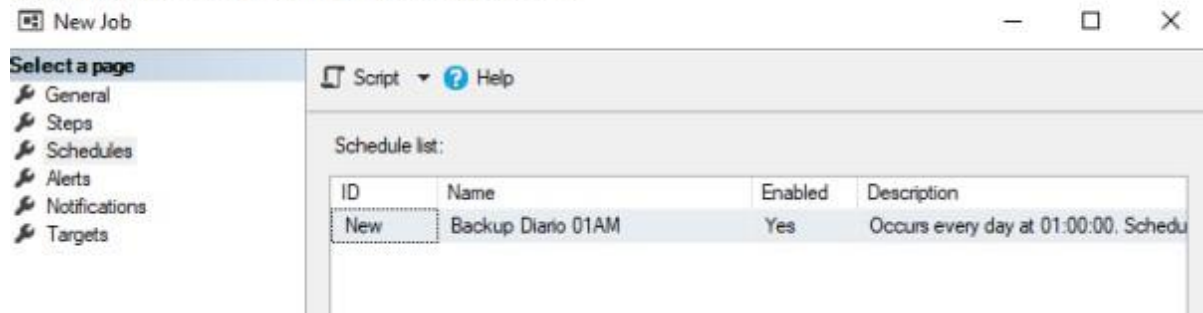 New Job
Select a page
General
Steps
Schedules
Alerts
Notifications
Targets
Script Help
Schedule list:
ID Name Enabled Description
New Backup Diario 01AM Yes Occurs every day at 01:00:00. Schedu